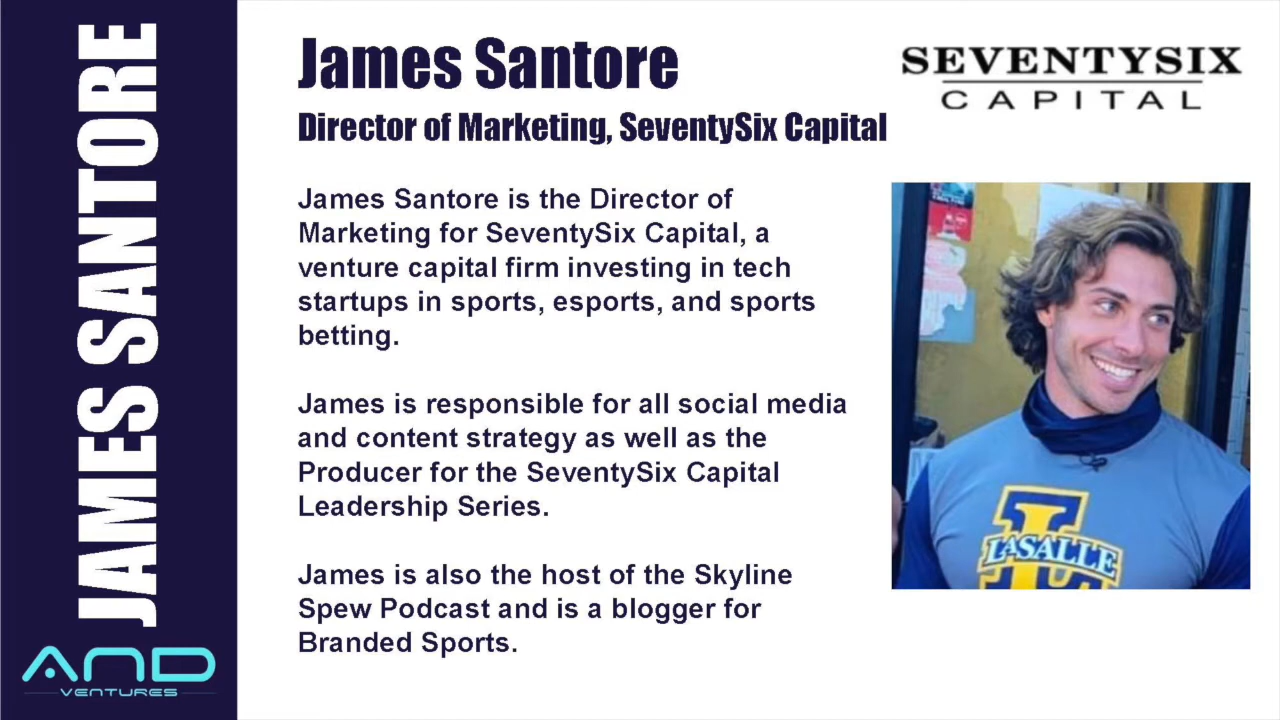 JAMES SANTORE
AND
VENTURES
James Santore
Director of Marketing, SeventySix Capital
SEVENTYSIX
CAPITAL
James Santore is the Director of
Marketing for SeventySix Capital, a
venture capital firm investing in tech
startups in sports, esports, and sports
betting.
James is responsible for all social media
and content strategy as well as the
Producer for the SeventySix Capital
Leadership Series.
James is also the host of the Skyline
Spew Podcast and is a blogger for
Branded Sports.
L
LASALLE